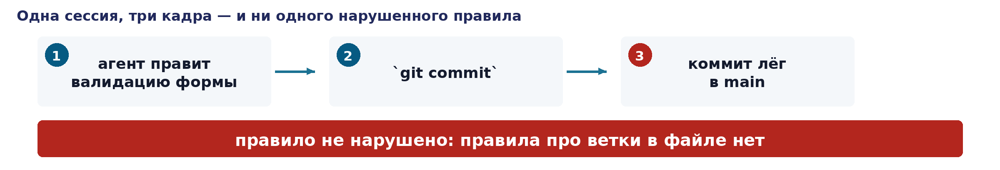 Одна сессия, три кадра — и ни одного нарушенного правила
1
агент правит
валидацию формы
2
`git commit`
3
коммит лёг
в main
правило не нарушено: правила про ветки в файле нет